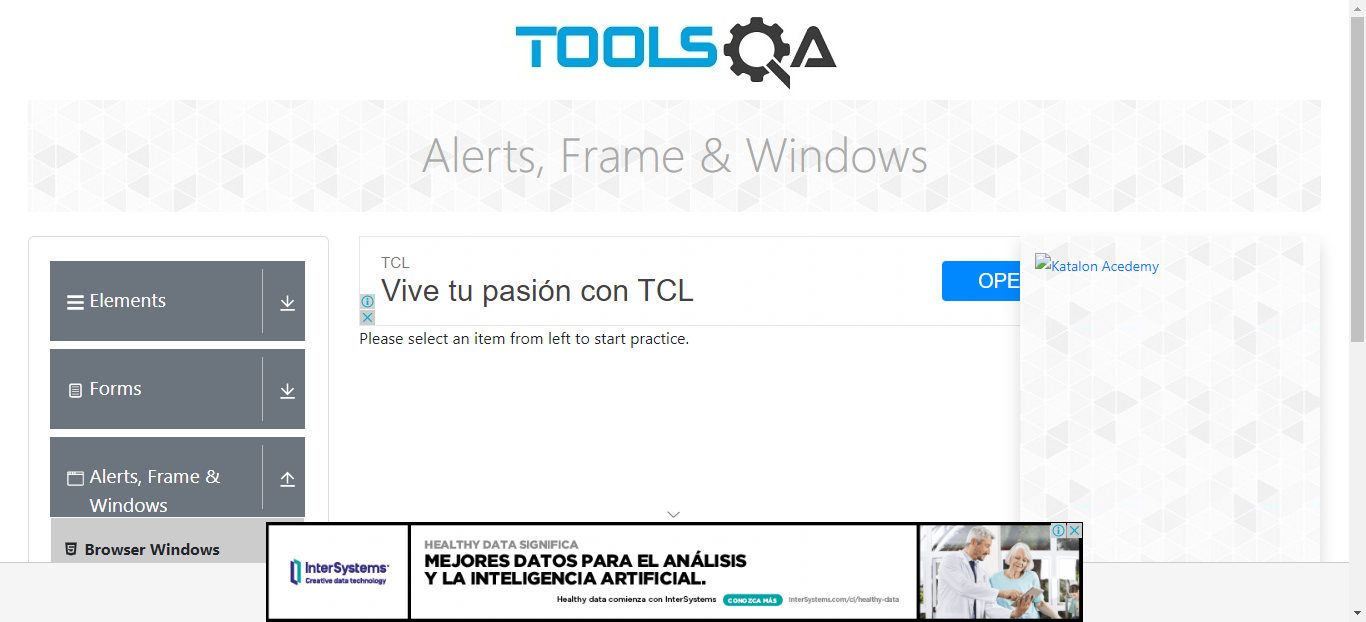 TOOLSQA
Alerts, Frame & Windows
Elements
Forms
Alerts, Frame &
Windows
Browser Windows
TCL
Vive tu pasión con TCL
OPE
Please select an item from left to start practice.
Katalon Acedemy
InterSystems
Creative data technology
HEALTHY DATA SIGNIFICA
MEJORES DATOS PARA EL ANÁLISIS
Y LA INTELIGENCIA ARTIFICIAL.
Healthy data comienza con InterSystems CONOZCA MÁS InterSystems.com/cl/healthy-data